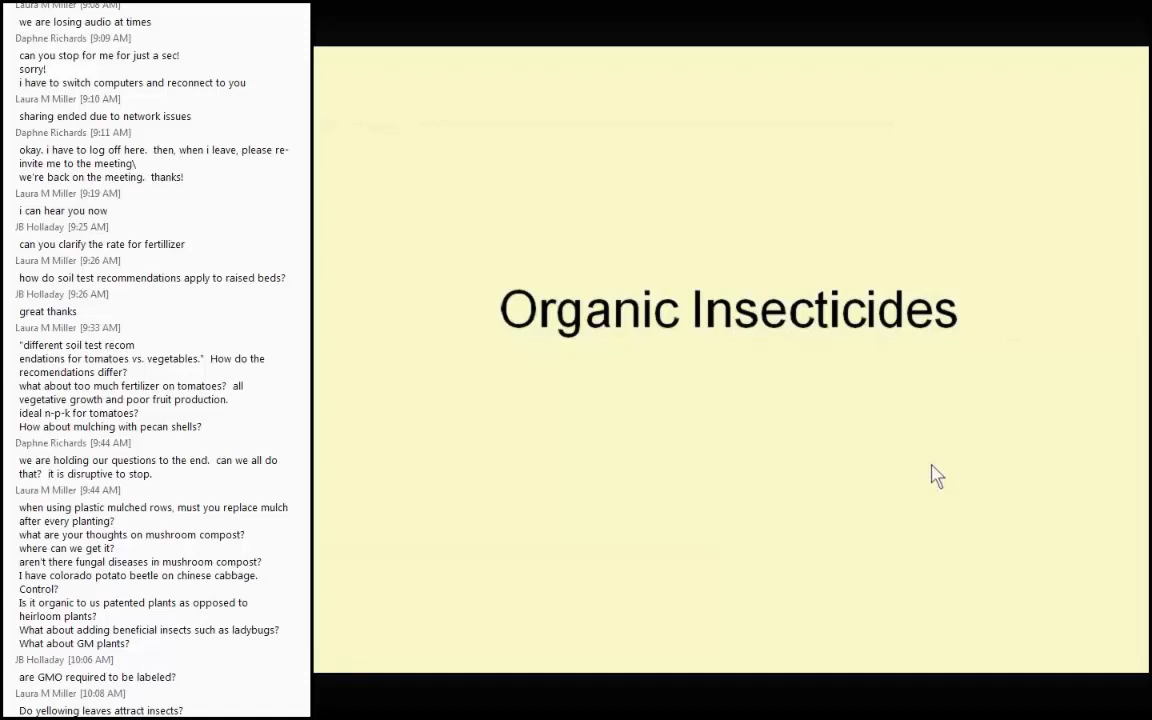 Laura M Miller [9:08 AM]
we are losing audio at times
Daphne Richards [9:09 AM]
can you stop for me for just a sec!
sorry!
i have to switch computers and reconnect to you
Laura M Miller [9:10 AM]
sharing ended due to network issues
Daphne Richards [9:11 AM]
okay. i have to log off here.  then, when i leave, please re-
invite me to the meeting\
we're back on the meeting.  thanks!
Laura M Miller [9:19 AM]
i can hear you now
JB Holladay [9:25 AM]
can you clarify the rate for fertillizer
Laura M Miller [9:26 AM]
how do soil test recommendations apply to raised beds?
JB Holladay [9:26 AM]
great thanks
Laura M Miller [9:33 AM]
"different soil test recom
endations for tomatoes vs. vegetables."  How do the
recomendations differ?
what about too much fertilizer on tomatoes?  all
vegetative growth and poor fruit production.
ideal n-p-k for tomatoes?
How about mulching with pecan shells?
Daphne Richards [9:44 AM]
we are holding our questions to the end.  can we all do
that?  it is disruptive to stop.
Laura M Miller [9:44 AM]
when using plastic mulched rows, must you replace mulch
after every planting?
what are your thoughts on mushroom compost?
where can we get it?
aren't there fungal diseases in mushroom compost?
I have colorado potato beetle on chinese cabbage.
Control?
Is it organic to us patented plants as opposed to
heirloom plants?
What about adding beneficial insects such as ladybugs?
What about GM plants?
JB Holladay [10:06 AM]
are GMO required to be labeled?
Laura M Miller [10:08 AM]
Do yellowing leaves attract insects?
Organic Insecticides